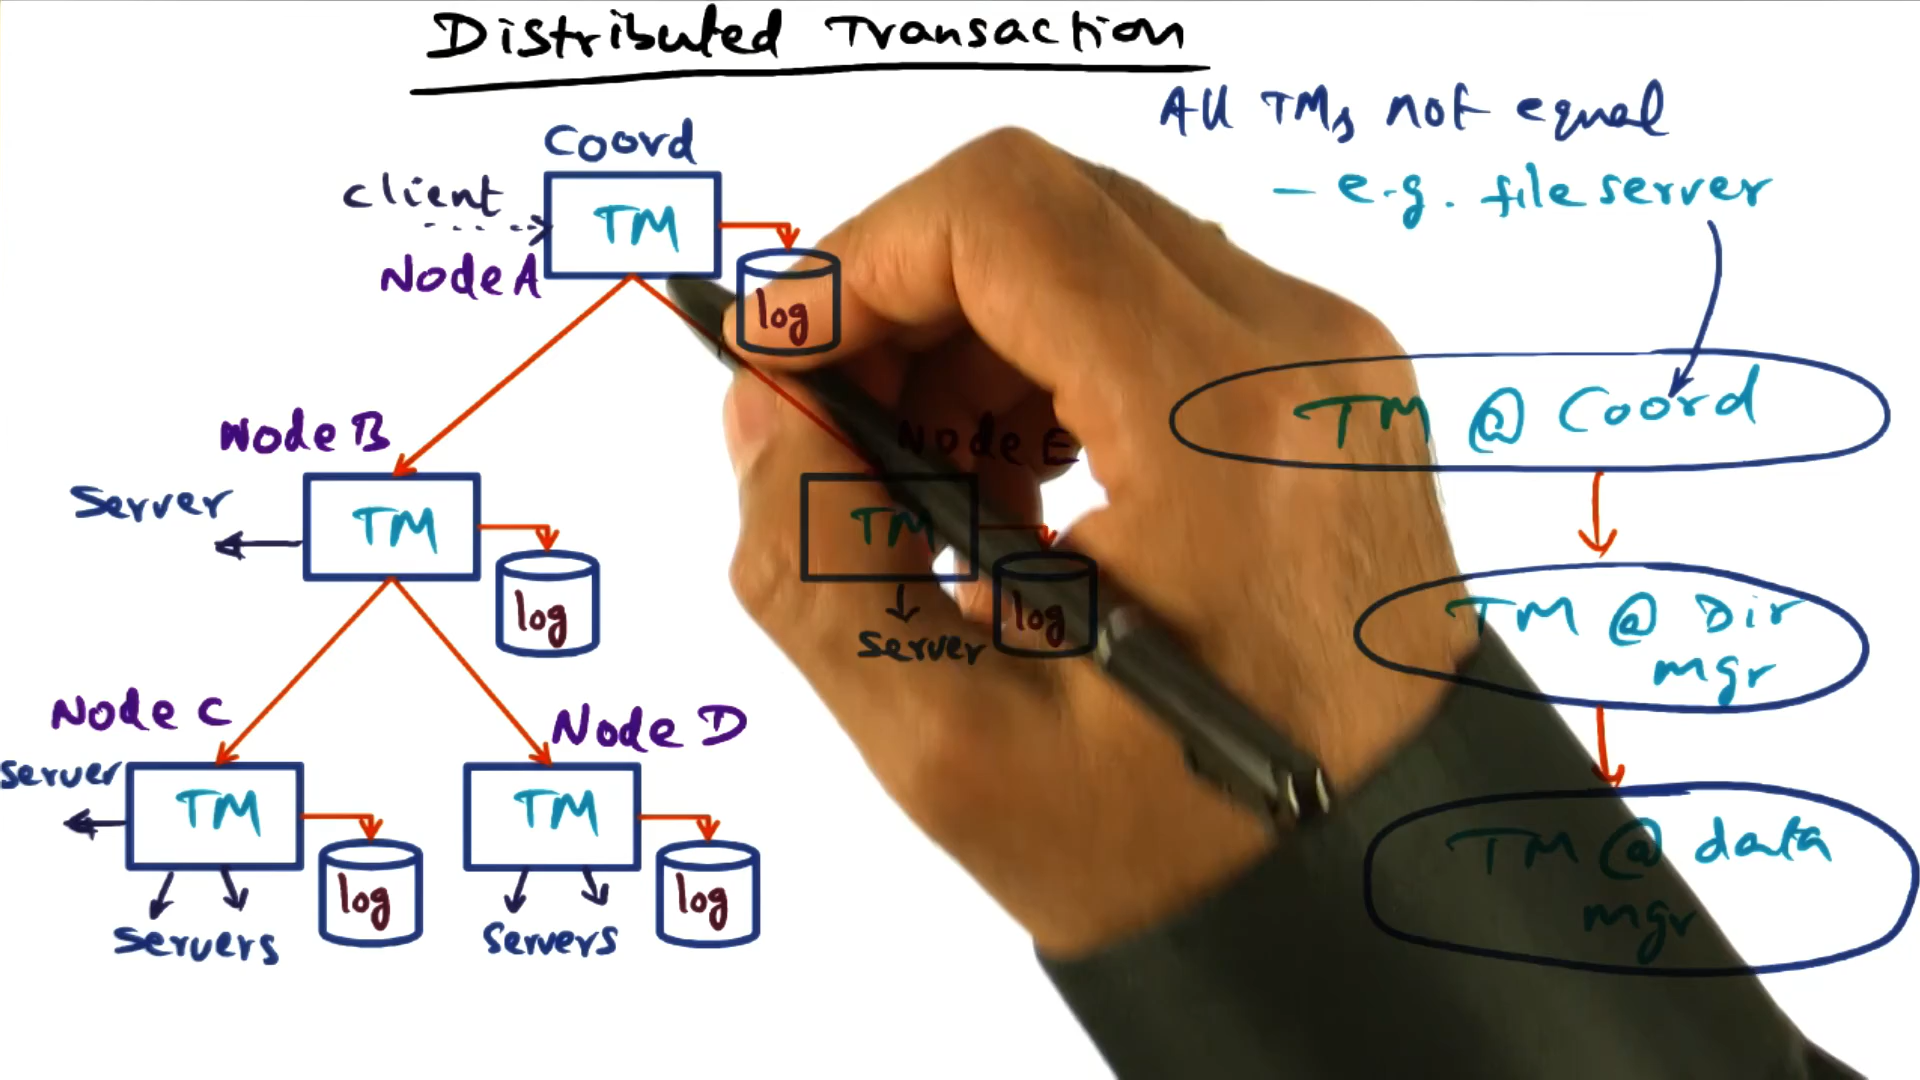 Distributed Transaction
All TMs not equal
- e.g. file server
Coord
client
TM
Node A
log
Node B
Server
TM
log
Node E
TM
log
server
Node C
server
TM
log
servers
Node D
TM
log
servers
TM @ Coord
TM @ Dir
mgr
TM @ data
mgr